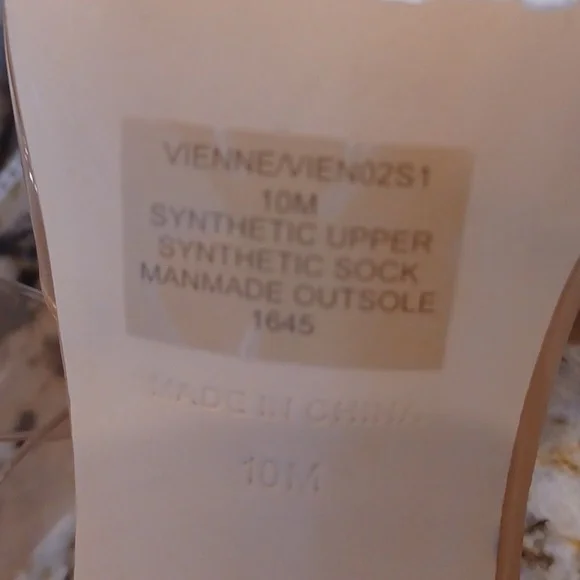 VIENNE/VIEN02S1
10M
SYNTHETIC UPPER
SYNTHETIC SOCK
MANMADE OUTSOLE
1645
MADE IN CHINA
10M